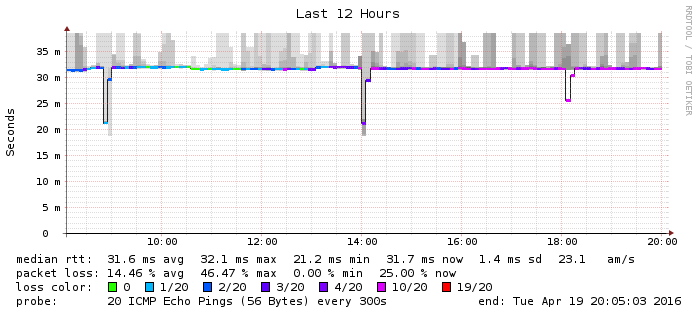 Last 12 Hours
RRDTOOL / TOBI OETIKER
Seconds
35 m
30 m
25 m
20 m
15 m
10 m
5 m
0
10:00 12:00 14:00 16:00 18:00 20:00
median rtt: 31.6 ms avg 32.1 ms max 21.2 ms min 31.7 ms now 1.4 ms sd 23.1 am/s
packet loss: 14.46 % avg 46.47 % max 0.00 % min 25.00 % now
loss color: 0 1/20 2/20 3/20 4/20 10/20 19/20
probe: 20 ICMP Echo Pings (56 Bytes) every 300s end: Tue Apr 19 20:05:03 2016